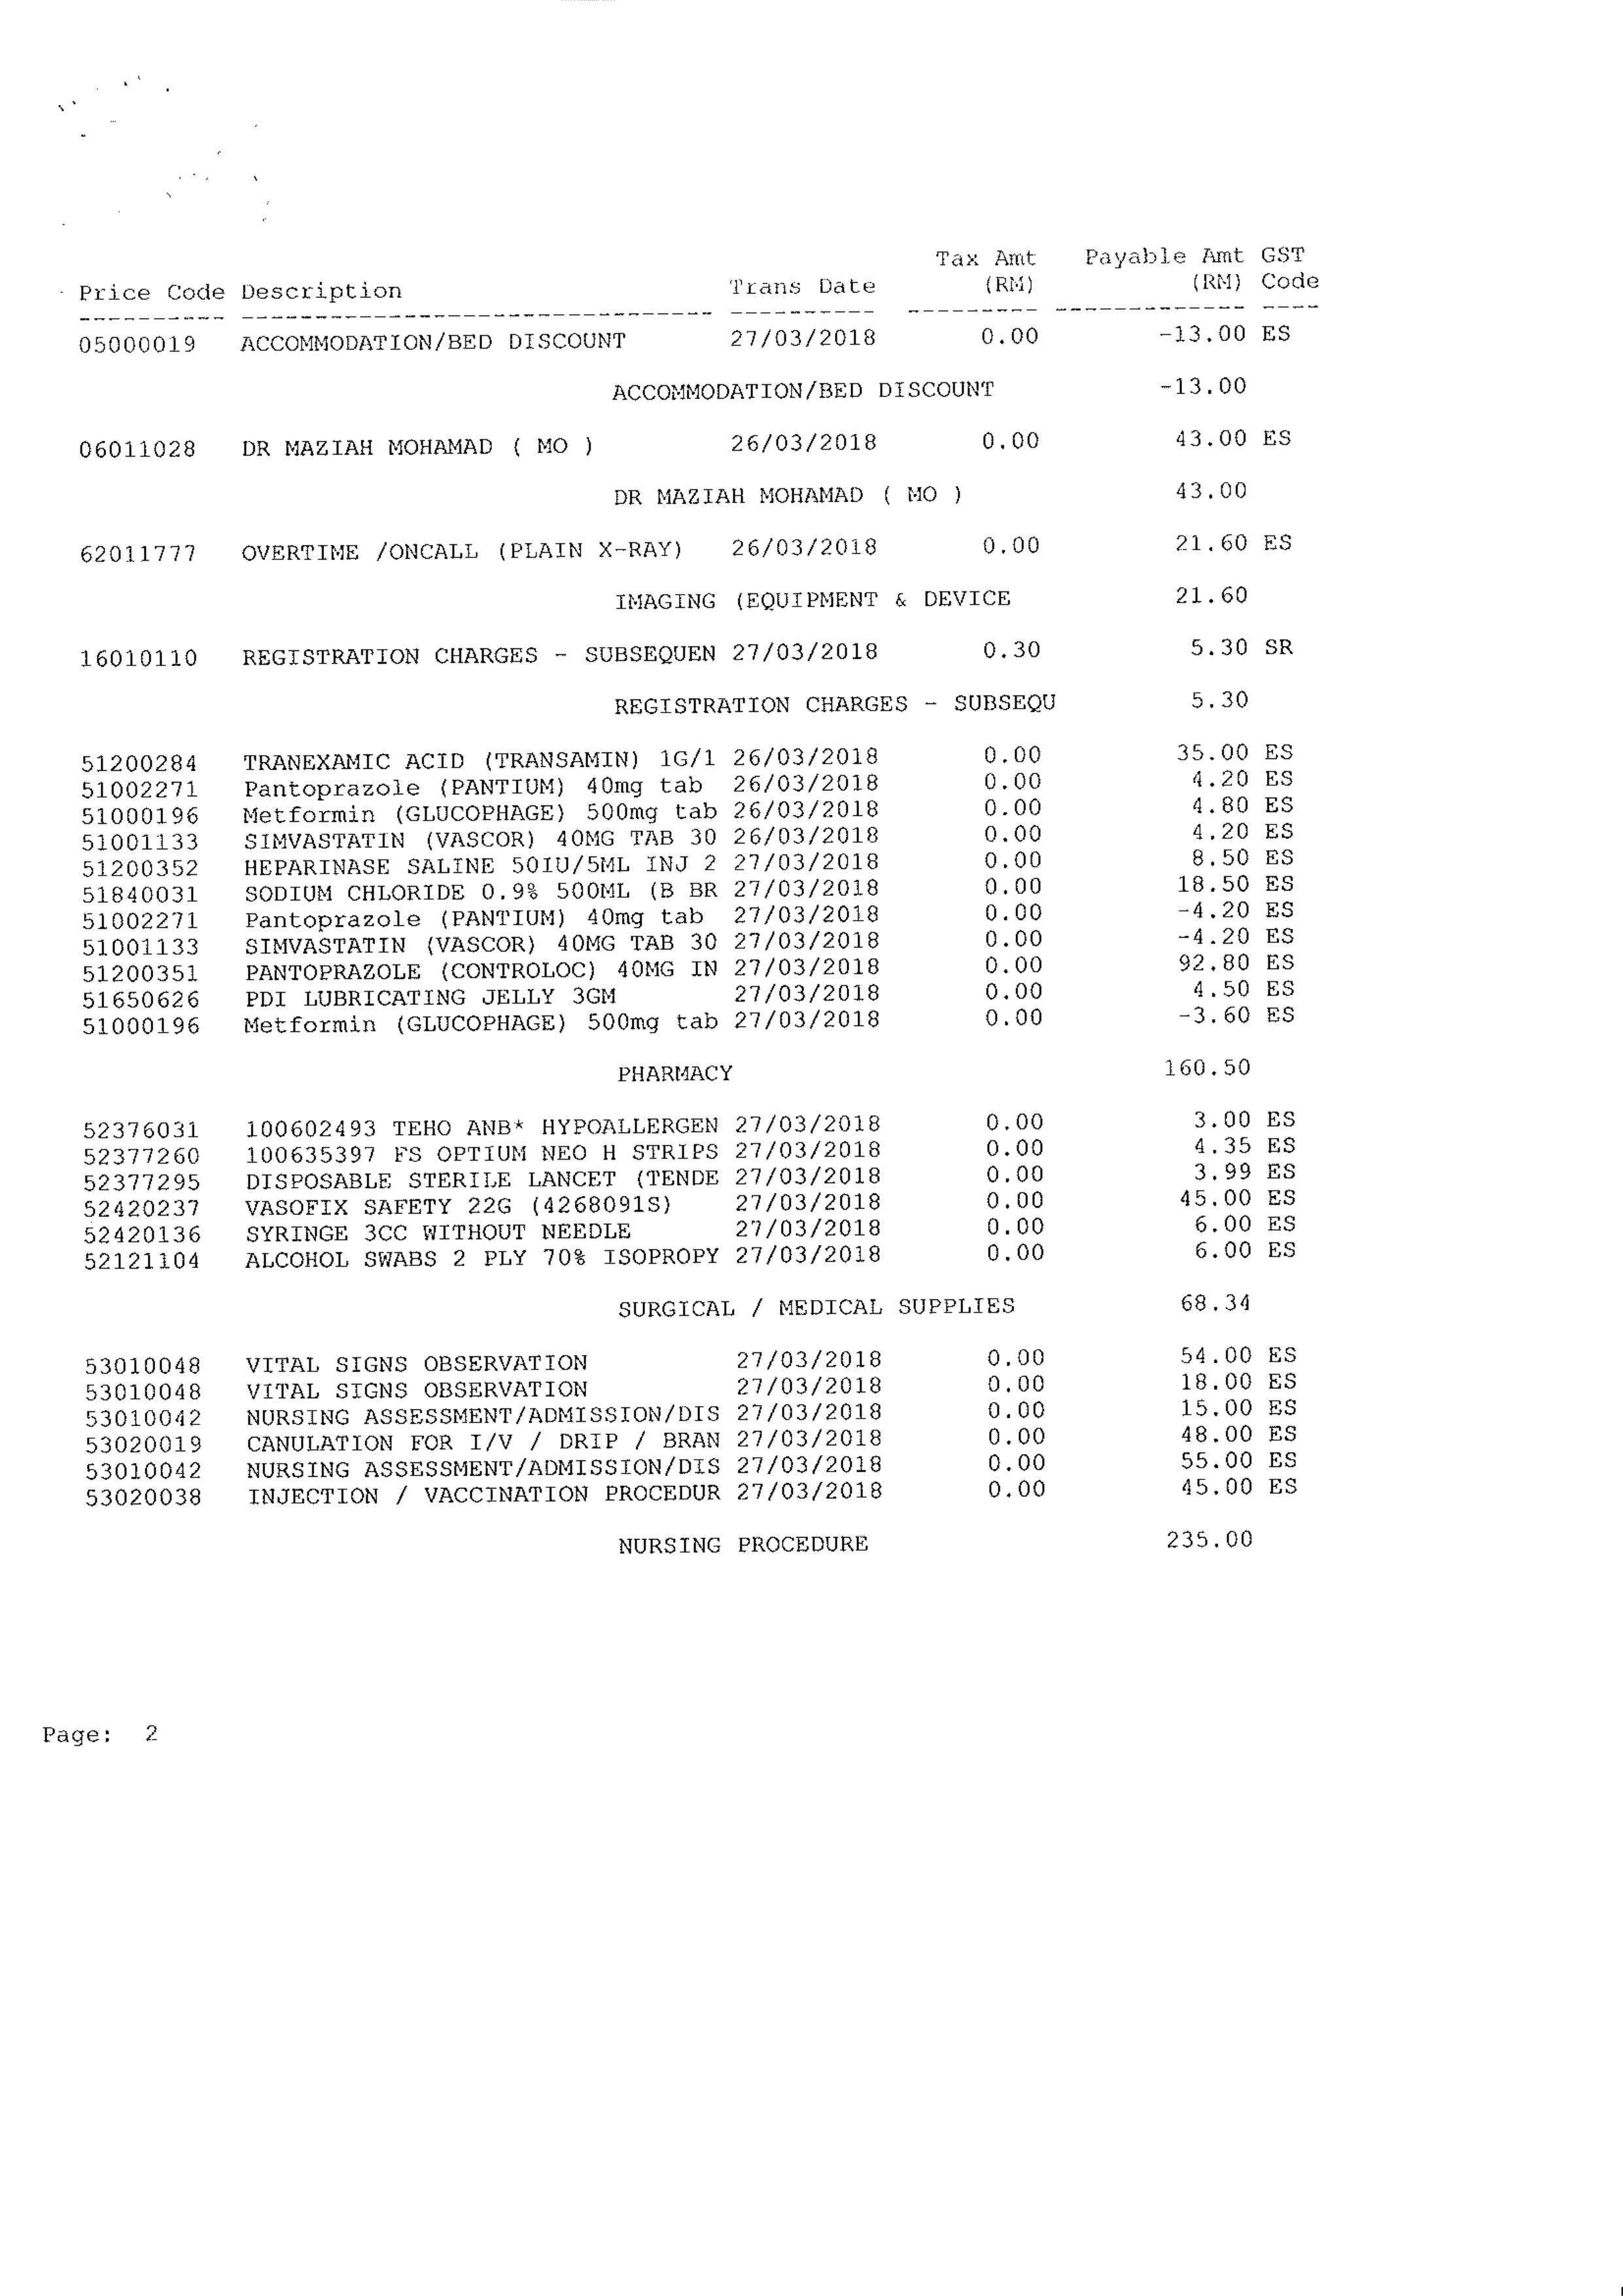 Tax Amt Payable Amt GST
Price Code Description Trans Date (RM) (RM) Code
---------- -------------------------------- ---------- --------- ------------- ----
05000019 ACCOMMODATION/BED DISCOUNT 27/03/2018 0.00 -13.00 ES
ACCOMMODATION/BED DISCOUNT -13.00
06011028 DR MAZIAH MOHAMAD ( MO ) 26/03/2018 0.00 43.00 ES
DR MAZIAH MOHAMAD ( MO ) 43.00
62011777 OVERTIME /ONCALL (PLAIN X-RAY) 26/03/2018 0.00 21.60 ES
IMAGING (EQUIPMENT & DEVICE 21.60
16010110 REGISTRATION CHARGES - SUBSEQUEN 27/03/2018 0.30 5.30 SR
REGISTRATION CHARGES - SUBSEQU 5.30
51200284 TRANEXAMIC ACID (TRANSAMIN) 1G/1 26/03/2018 0.00 35.00 ES
51002271 Pantoprazole (PANTIUM) 40mg tab 26/03/2018 0.00 4.20 ES
51000196 Metformin (GLUCOPHAGE) 500mg tab 26/03/2018 0.00 4.80 ES
51001133 SIMVASTATIN (VASCOR) 40MG TAB 30 26/03/2018 0.00 4.20 ES
51200352 HEPARINASE SALINE 50IU/5ML INJ 2 27/03/2018 0.00 8.50 ES
51840031 SODIUM CHLORIDE 0.9% 500ML (B BR 27/03/2018 0.00 18.50 ES
51002271 Pantoprazole (PANTIUM) 40mg tab 27/03/2018 0.00 -4.20 ES
51001133 SIMVASTATIN (VASCOR) 40MG TAB 30 27/03/2018 0.00 -4.20 ES
51200351 PANTOPRAZOLE (CONTROLOC) 40MG IN 27/03/2018 0.00 92.80 ES
51650626 PDI LUBRICATING JELLY 3GM 27/03/2018 0.00 4.50 ES
51000196 Metformin (GLUCOPHAGE) 500mg tab 27/03/2018 0.00 -3.60 ES
PHARMACY 160.50
52376031 100602493 TEHO ANB* HYPOALLERGEN 27/03/2018 0.00 3.00 ES
52377260 100635397 FS OPTIUM NEO H STRIPS 27/03/2018 0.00 4.35 ES
52377295 DISPOSABLE STERILE LANCET (TENDE 27/03/2018 0.00 3.99 ES
52420237 VASOFIX SAFETY 22G (4268091S) 27/03/2018 0.00 45.00 ES
52420136 SYRINGE 3CC WITHOUT NEEDLE 27/03/2018 0.00 6.00 ES
52121104 ALCOHOL SWABS 2 PLY 70% ISOPROPY 27/03/2018 0.00 6.00 ES
SURGICAL / MEDICAL SUPPLIES 68.34
53010048 VITAL SIGNS OBSERVATION 27/03/2018 0.00 54.00 ES
53010048 VITAL SIGNS OBSERVATION 27/03/2018 0.00 18.00 ES
53010042 NURSING ASSESSMENT/ADMISSION/DIS 27/03/2018 0.00 15.00 ES
53020019 CANULATION FOR I/V / DRIP / BRAN 27/03/2018 0.00 48.00 ES
53010042 NURSING ASSESSMENT/ADMISSION/DIS 27/03/2018 0.00 55.00 ES
53020038 INJECTION / VACCINATION PROCEDUR 27/03/2018 0.00 45.00 ES
NURSING PROCEDURE 235.00
Page: 2